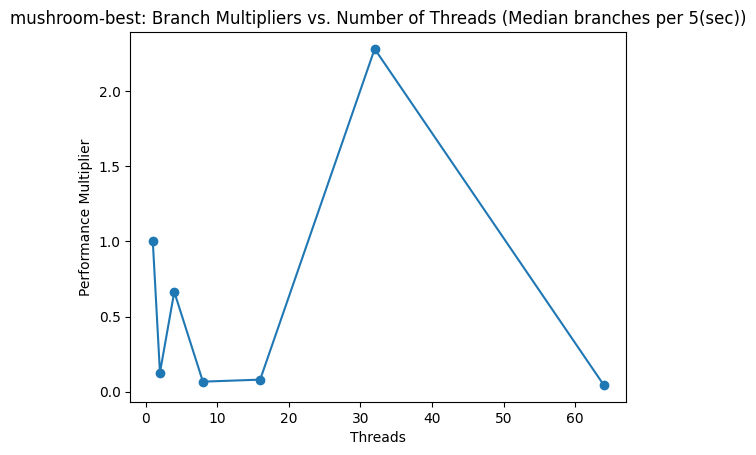 mushroom-best: Branch Multipliers vs. Number of Threads (Median branches per 5(sec))
Performance Multiplier
2.0
1.5
1.0
0.5
0.0
0 10 20 30 40 50 60
Threads